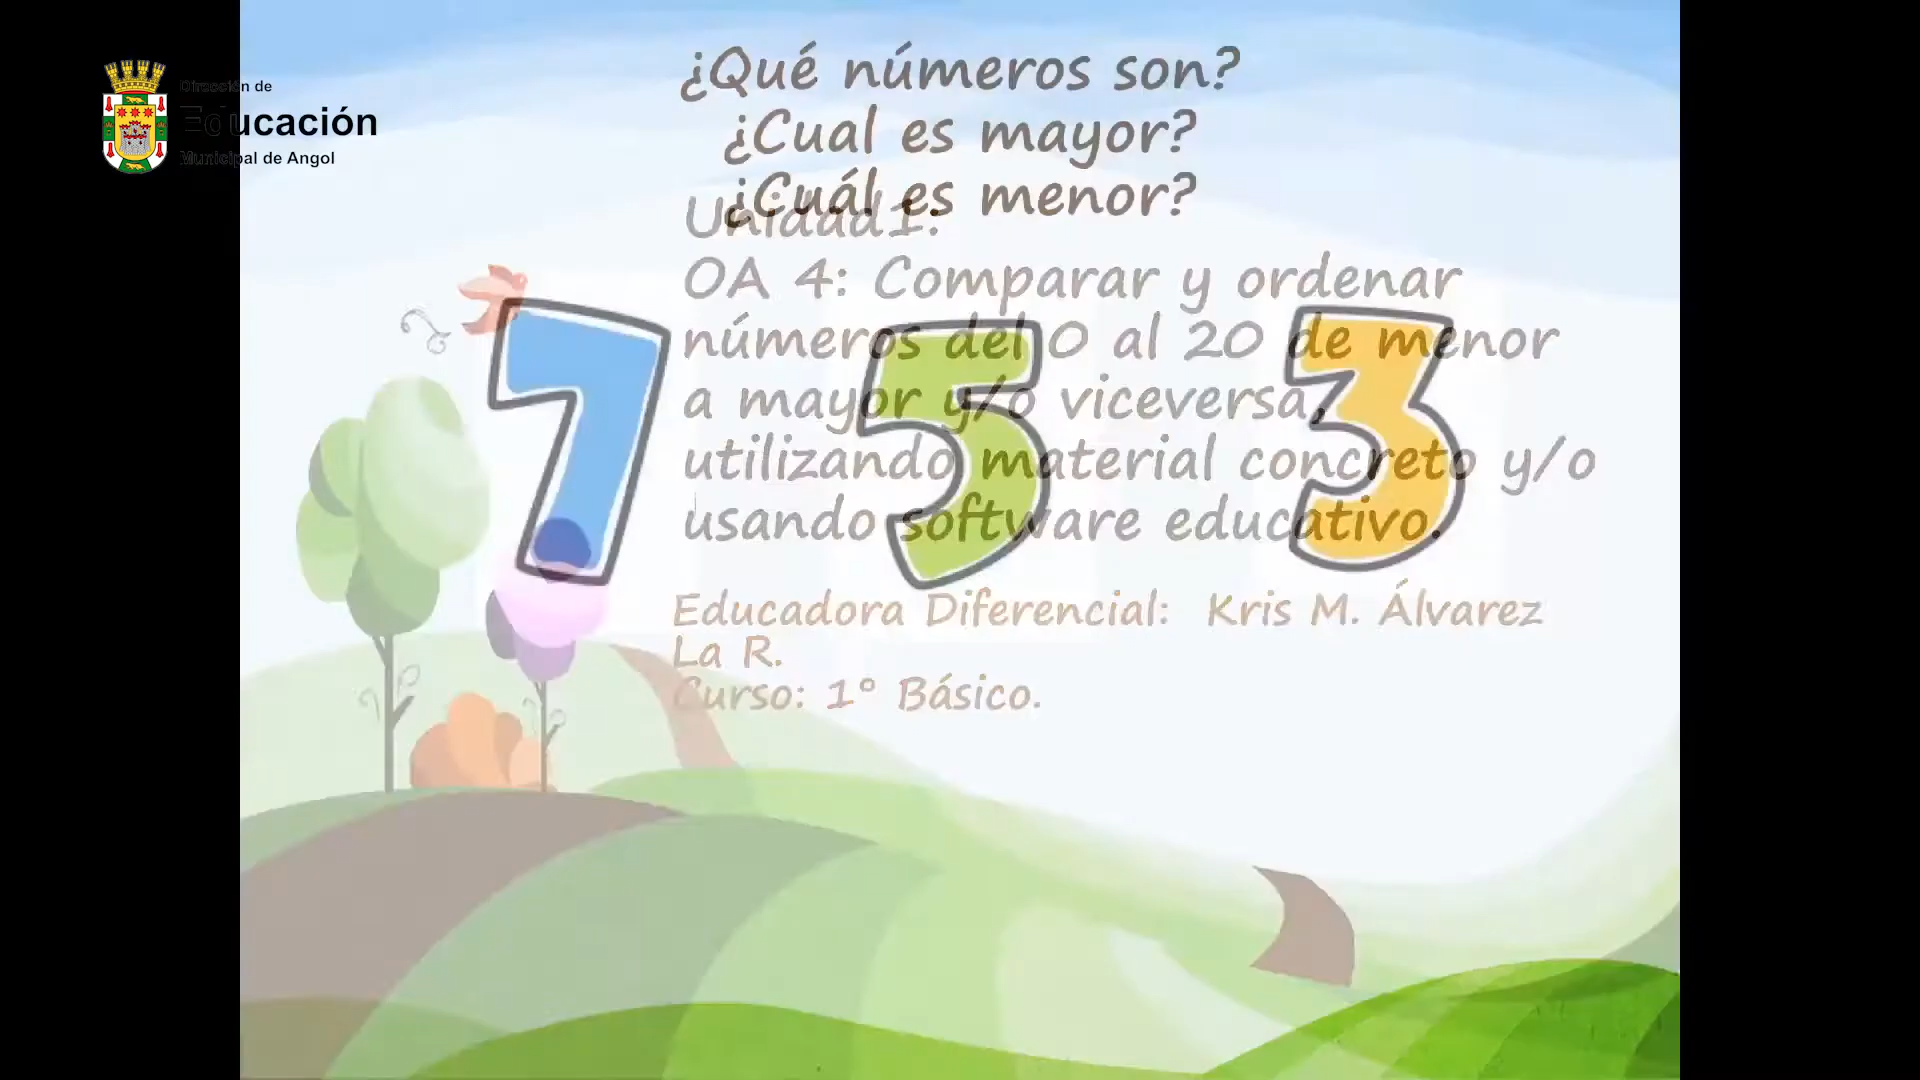 Dirección de
Educación
Municipal de Angol
¿Qué números son?
¿Cual es mayor?
¿Cuál es menor?
Unidad1:
OA 4: Comparar y ordenar
números del 0 al 20 de menor
a mayor y/o viceversa,
utilizando material concreto y/o
usando software educativo.
7 5 3
Educadora Diferencial: Kris M. Álvarez
La R.
Curso: 1° Básico.